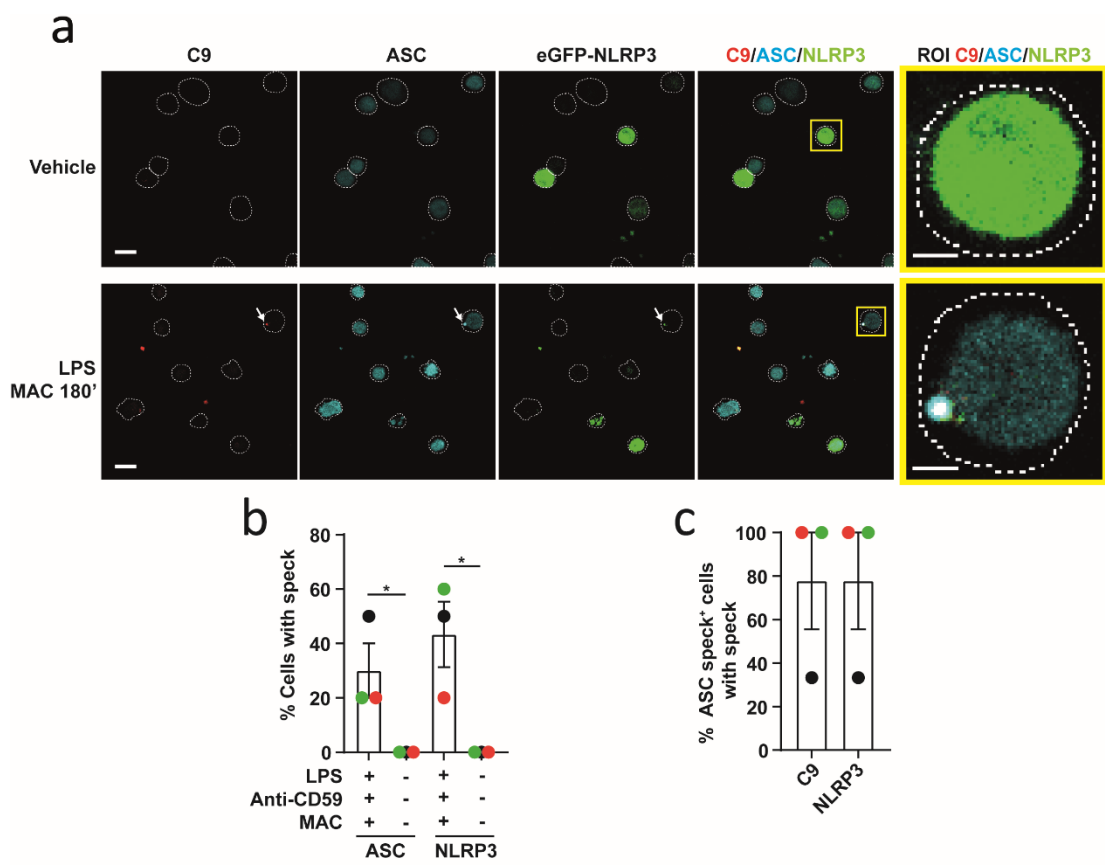 a
C9 ASC eGFP-NLRP3 C9/ASC/NLRP3 ROI C9/ASC/NLRP3
Vehicle
LPS
MAC 180'
b
% Cells with speck
80
60
40
20
0
LPS + - + -
Anti-CD59 + - + -
MAC + - + -
ASC NLRP3
* *
c
% ASC speck⁺ cells
with speck
100
80
60
40
20
0
C9 NLRP3